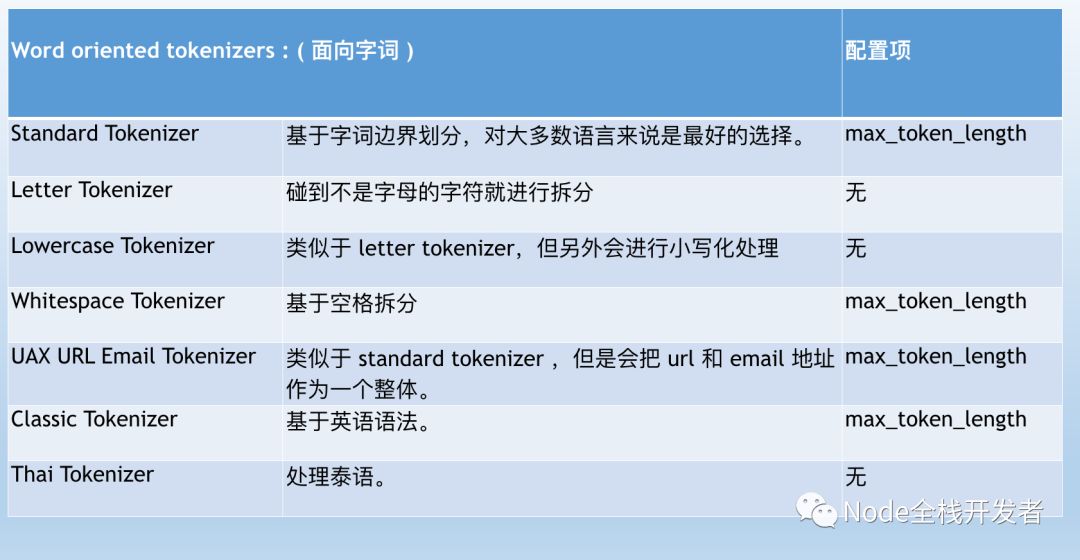 Word oriented tokenizers : ( 面向字词 ) 配置项
Standard Tokenizer 基于字词边界划分，对大多数语言来说是最好的选择。 max_token_length
Letter Tokenizer 碰到不是字母的字符就进行拆分 无
Lowercase Tokenizer 类似于 letter tokenizer，但另外会进行小写化处理 无
Whitespace Tokenizer 基于空格拆分 max_token_length
UAX URL Email Tokenizer 类似于 standard tokenizer ，但是会把 url 和 email 地址 max_token_length
作为一个整体。
Classic Tokenizer 基于英语语法。 max_token_length
Thai Tokenizer 处理泰语。 无
Node全栈开发者